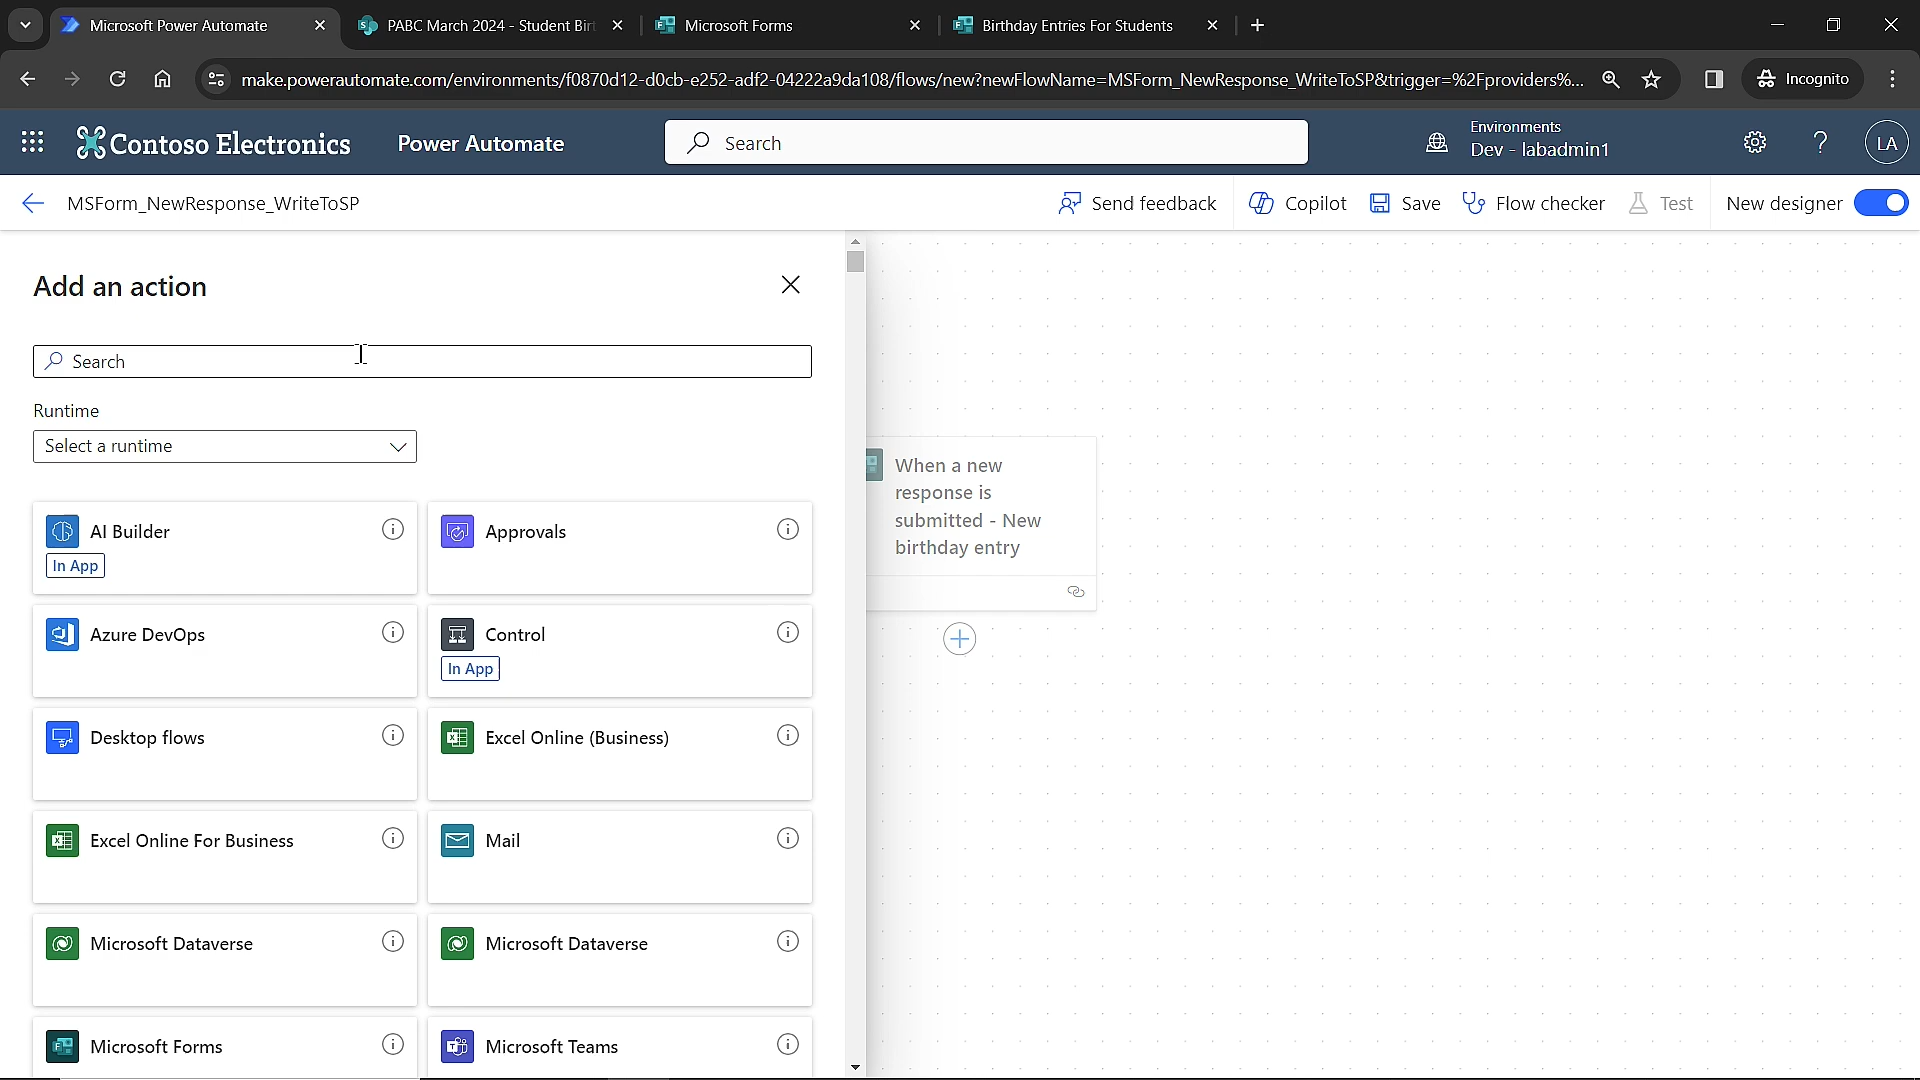 Microsoft Power Automate
PABC March 2024 - Student Birt
Microsoft Forms
Birthday Entries For Students
make.powerautomate.com/environments/f0870d12-d0cb-e252-adf2-04222a9da108/flows/new?newFlowName=MSForm_NewResponse_WriteToSP&trigger=%2Fproviders%...
Incognito
Contoso Electronics
Power Automate
Search
Environments
Dev - labadmin1
?
LA
MSForm_NewResponse_WriteToSP
Send feedback
Copilot
Save
Flow checker
Test
New designer
Add an action
Search
Runtime
Select a runtime
AI Builder
In App
Approvals
Azure DevOps
Control
In App
Desktop flows
Excel Online (Business)
Excel Online For Business
Mail
Microsoft Dataverse
Microsoft Dataverse
Microsoft Forms
Microsoft Teams
When a new
response is
submitted - New
birthday entry